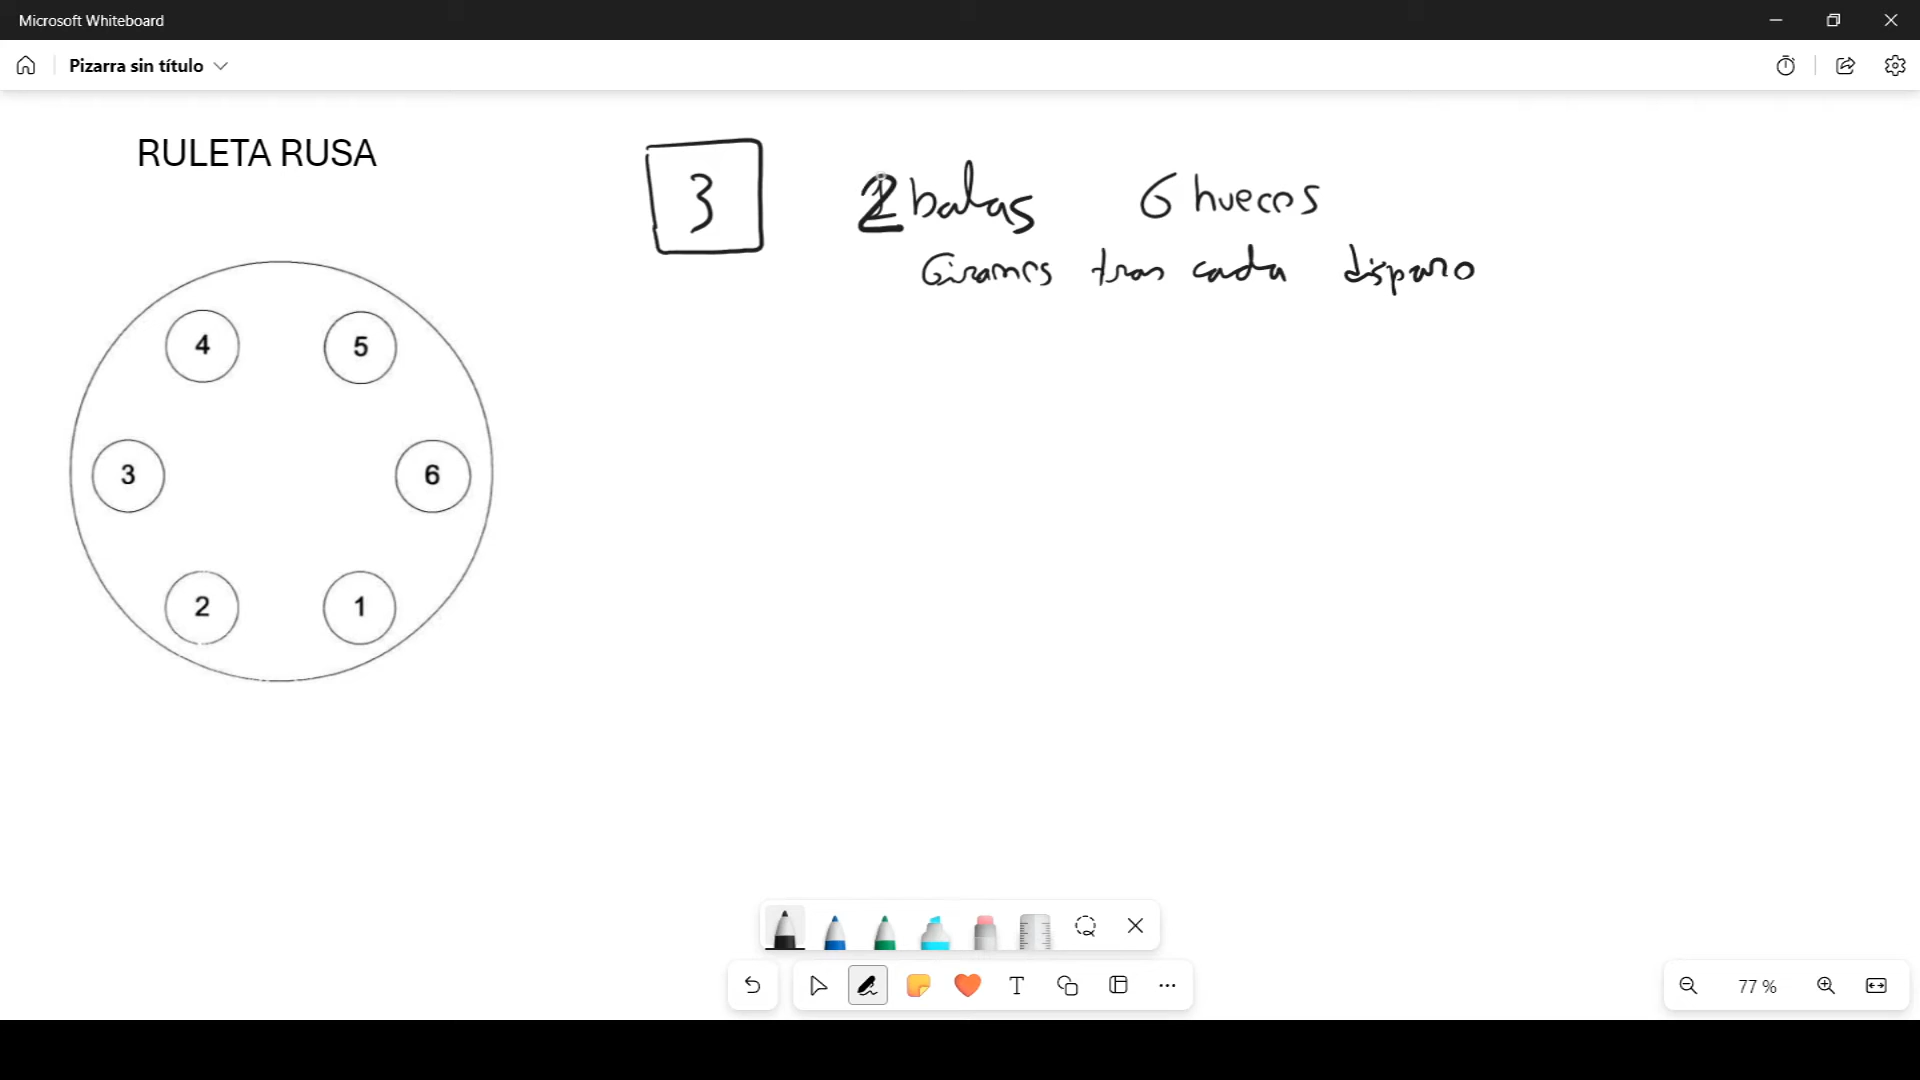 Microsoft Whiteboard
Pizarra sin título
RULETA RUSA
3
2 balas 6 huecos
Giramos tras cada disparo
4 5
3 6
2 1
77 %